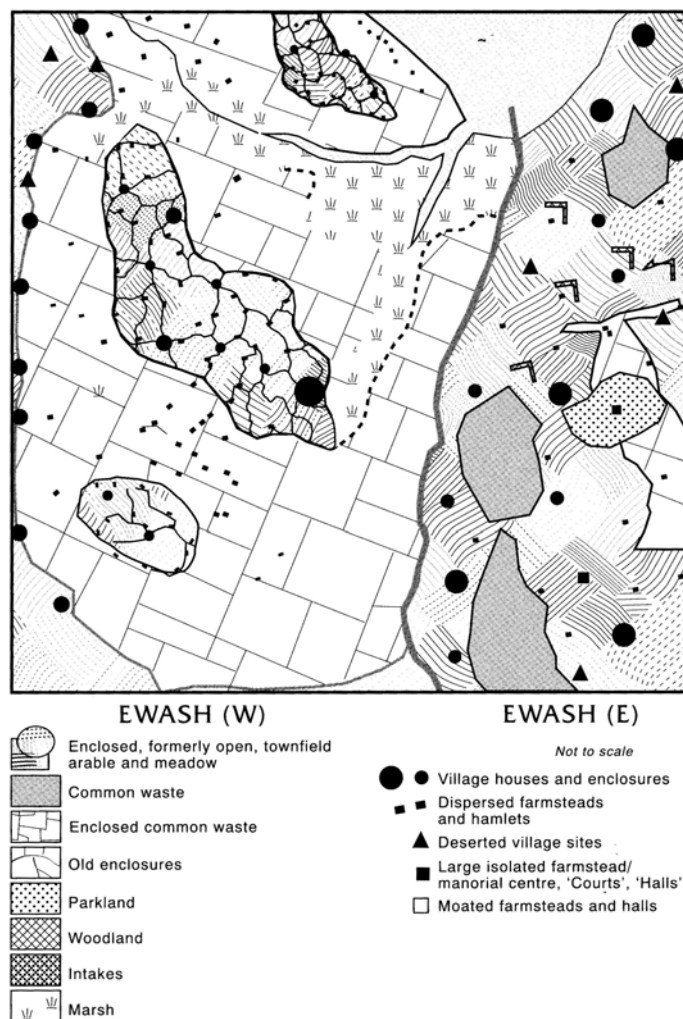 EWASH (W)
EWASH (E)
Enclosed, formerly open, townfield
arable and meadow
Common waste
Enclosed common waste
Old enclosures
Parkland
Woodland
Intakes
Marsh
Not to scale
Village houses and enclosures
Dispersed farmsteads
and hamlets
Deserted village sites
Large isolated farmstead/
manorial centre, 'Courts', 'Halls'
Moated farmsteads and halls